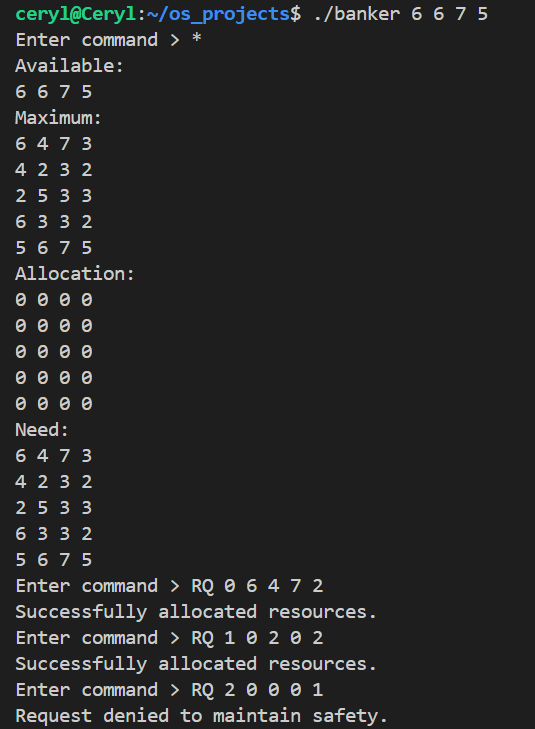 ceryl@Ceryl:~/os_projects$ ./banker 6 6 7 5
Enter command > *
Available:
6 6 7 5
Maximum:
6 4 7 3
4 2 3 2
2 5 3 3
6 3 3 2
5 6 7 5
Allocation:
0 0 0 0
0 0 0 0
0 0 0 0
0 0 0 0
0 0 0 0
Need:
6 4 7 3
4 2 3 2
2 5 3 3
6 3 3 2
5 6 7 5
Enter command > RQ 0 6 4 7 2
Successfully allocated resources.
Enter command > RQ 1 0 2 0 2
Successfully allocated resources.
Enter command > RQ 2 0 0 0 1
Request denied to maintain safety.